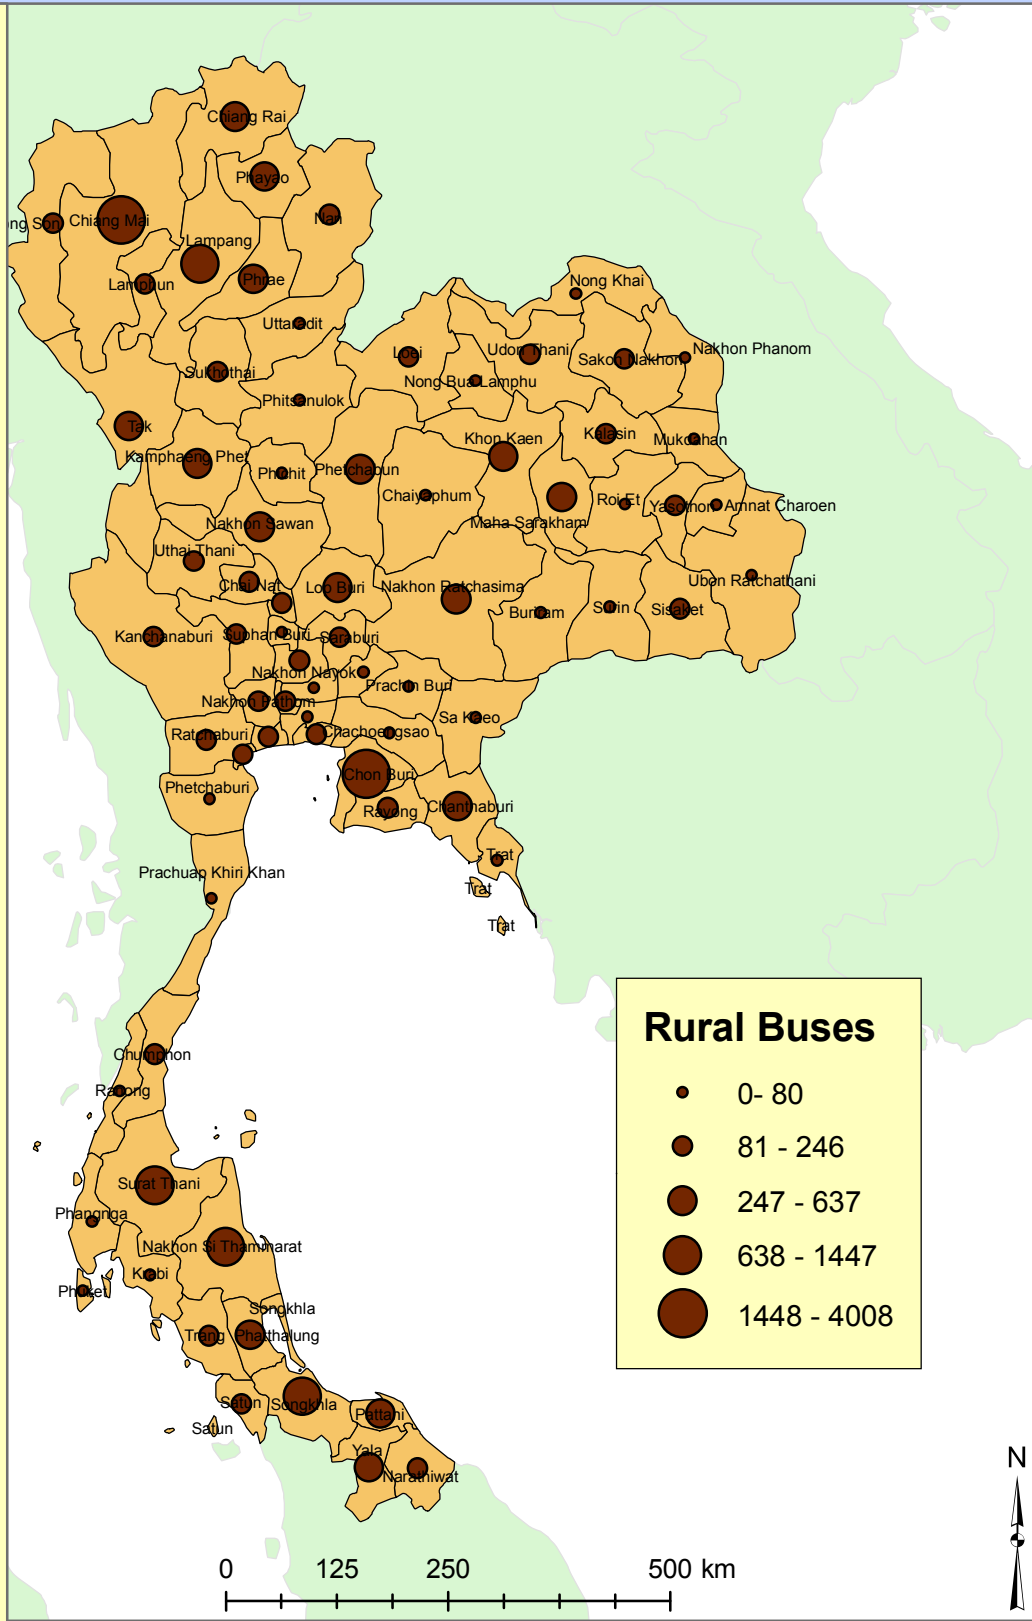 Chiang Rai
Phayao
Nan
ong Son
Chiang Mai
Lampang
Lamphun
Phrae
Nong Khai
Uttaradit
Loei
Udon Thani
Sakon Nakhon
Nakhon Phanom
Sukhothai
Nong Bua Lamphu
Phitsanulok
Tak
Khon Kaen
Kalasin
Mukdahan
Kamphaeng Phet
Phichit
Phetchabun
Chaiyaphum
Roi Et
Yasothon
Amnat Charoen
Nakhon Sawan
Maha Sarakham
Uthai Thani
Chai Nat
Lop Buri
Nakhon Ratchasima
Ubon Ratchathani
Buriram
Surin
Sisaket
Kanchanaburi
Suphan Buri
Saraburi
Nakhon Nayok
Prachin Buri
Nakhon Pathom
Sa Kaeo
Ratchaburi
Chachoengsao
Chon Buri
Phetchaburi
Rayong
Chanthaburi
Trat
Prachuap Khiri Khan
Trat
Trat
Rural Buses
0- 80
81 - 246
247 - 637
638 - 1447
1448 - 4008
Chumphon
Ranong
Surat Thani
Phangnga
Nakhon Si Thammarat
Krabi
Phuket
Songkhla
Trang
Phatthalung
Satun
Songkhla
Pattani
Satun
Yala
Narathiwat
N
0 125 250 500 km